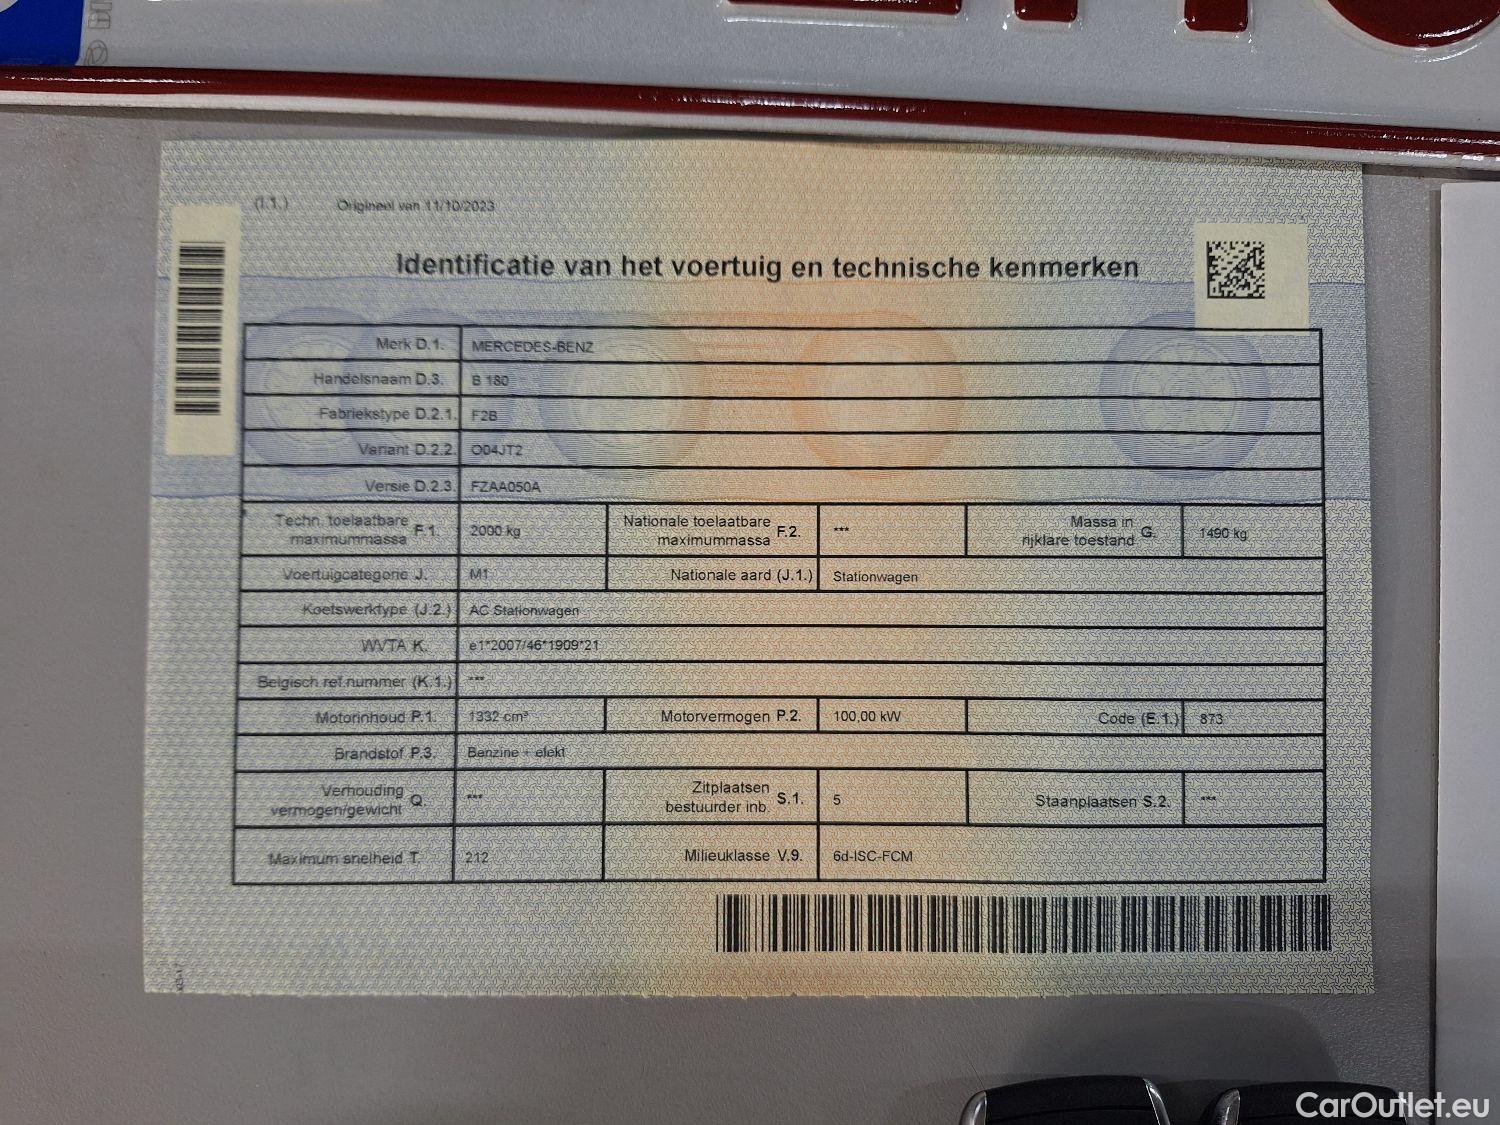 (I.1.) Origineel van 11/10/2023
Identificatie van het voertuig en technische kenmerken
Merk D.1. MERCEDES-BENZ
Handelsnaam D.3. B 180
Fabriekstype D.2.1. F2B
Variant D.2.2. O04JT2
Versie D.2.3. FZAA050A
Techn. toelaatbare maximummassa F.1. 2000 kg Nationale toelaatbare maximummassa F.2. *** Massa in rijklare toestand G. 1490 kg
Voertuigcategorie J. M1 Nationale aard (J.1.) Stationwagen
Koetswerktype (J.2.) AC Stationwagen
WVTA K. e1*2007/46*1909*21
Belgisch ref.nummer (K.1.) ***
Motorinhoud P.1. 1332 cm³ Motorvermogen P.2. 100,00 kW Code (E.1.) 873
Brandstof P.3. Benzine + elekt
Verhouding vermogen/gewicht Q. *** Zitplaatsen bestuurder inb. S.1. 5 Staanplaatsen S.2. ***
Maximum snelheid T. 212 Milieuklasse V.9. 6d-ISC-FCM
CarOutlet.eu